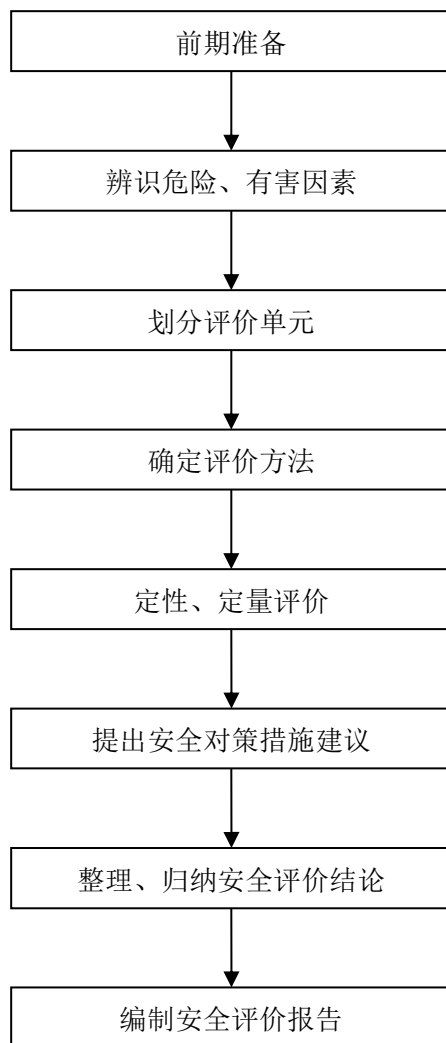 前期准备
辨识危险、有害因素
划分评价单元
确定评价方法
定性、定量评价
提出安全对策措施建议
整理、归纳安全评价结论
编制安全评价报告